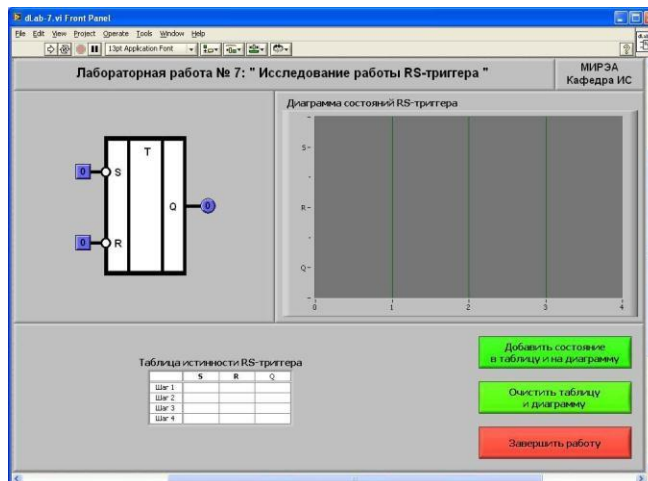 dLab-7.vi Front Panel
File Edit View Project Operate Tools Window Help
13pt Application Font
Лабораторная работа № 7: " Исследование работы RS-триггера "
МИРЭА
Кафедра ИС
Диаграмма состояний RS-триггера
T
0 S
Q 0
0 R
S
R
Q
0 1 2 3 4
Таблица истинности RS-триггера
S R Q
Шаг 1
Шаг 2
Шаг 3
Шаг 4
Добавить состояние
в таблицу и на диаграмму
Очистить таблицу
и диаграмму
Завершить работу